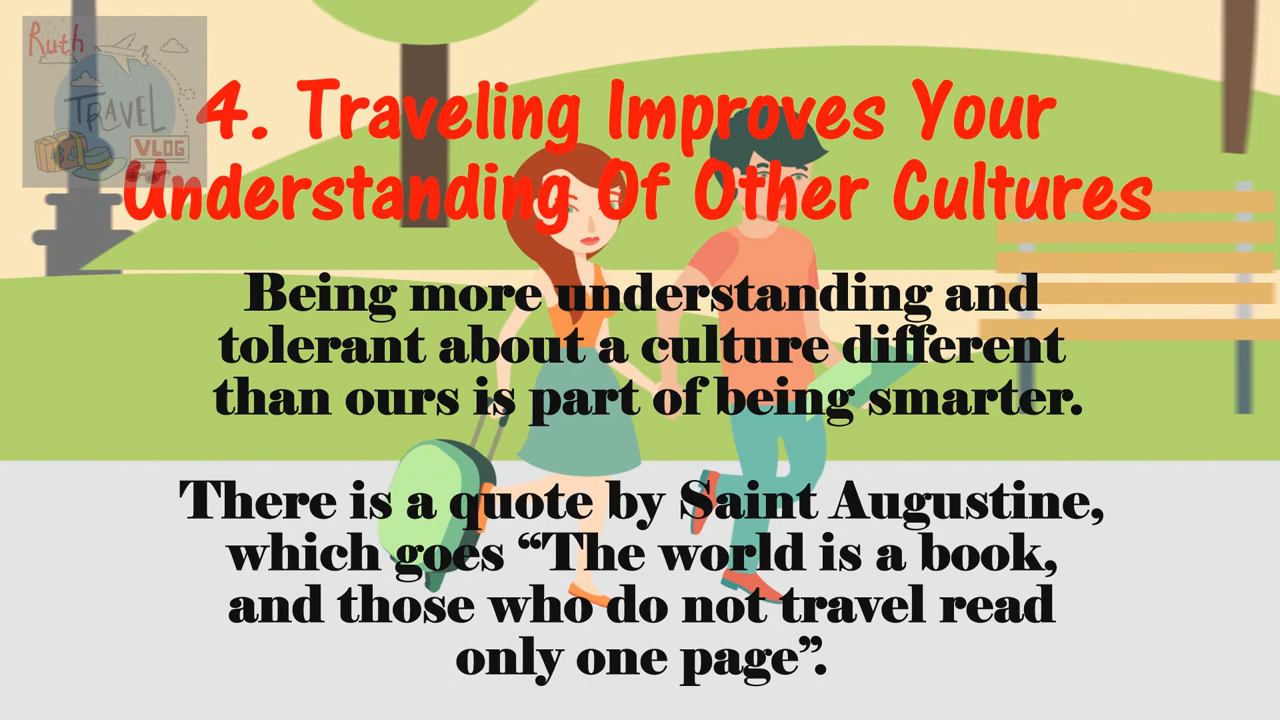 Ruth
TRAVEL
VLOG
4. Traveling Improves Your
Understanding Of Other Cultures
Being more understanding and
tolerant about a culture different
than ours is part of being smarter.
There is a quote by Saint Augustine,
which goes “The world is a book,
and those who do not travel read
only one page”.